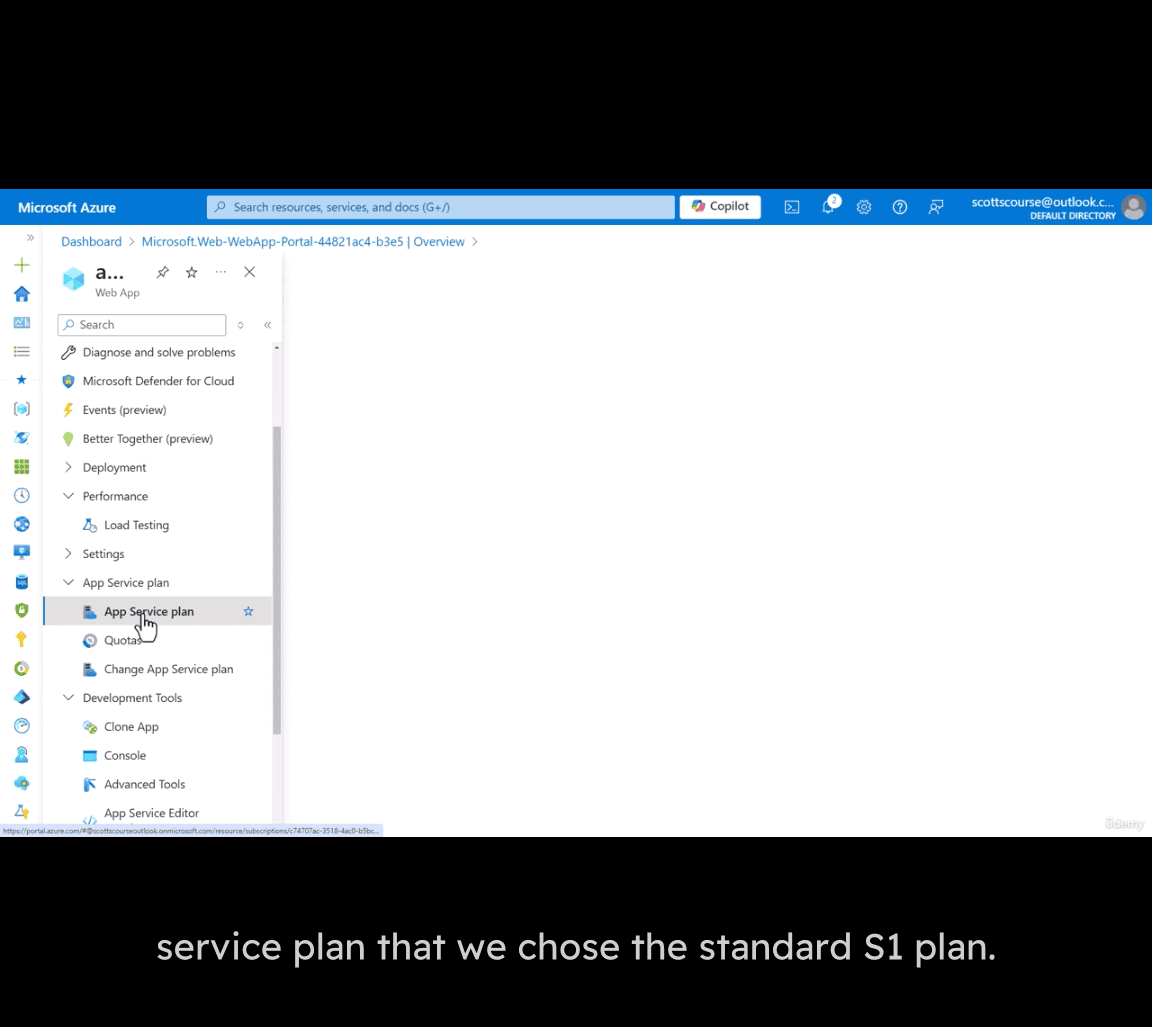 Microsoft Azure
Search resources, services, and docs (G+/)
Copilot
2
scottscourse@outlook.c...
DEFAULT DIRECTORY
Dashboard > Microsoft.Web-WebApp-Portal-44821ac4-b3e5 | Overview >
a...
Web App
Search
Diagnose and solve problems
Microsoft Defender for Cloud
Events (preview)
Better Together (preview)
Deployment
Performance
Load Testing
Settings
App Service plan
App Service plan
Quotas
Change App Service plan
Development Tools
Clone App
Console
Advanced Tools
App Service Editor
https://portal.azure.com/#@scottscourseoutlook.onmicrosoft.com/resource/subscriptions/c74707ac-3518-4ac0-b5bc...
ûdemy
service plan that we chose the standard S1 plan.